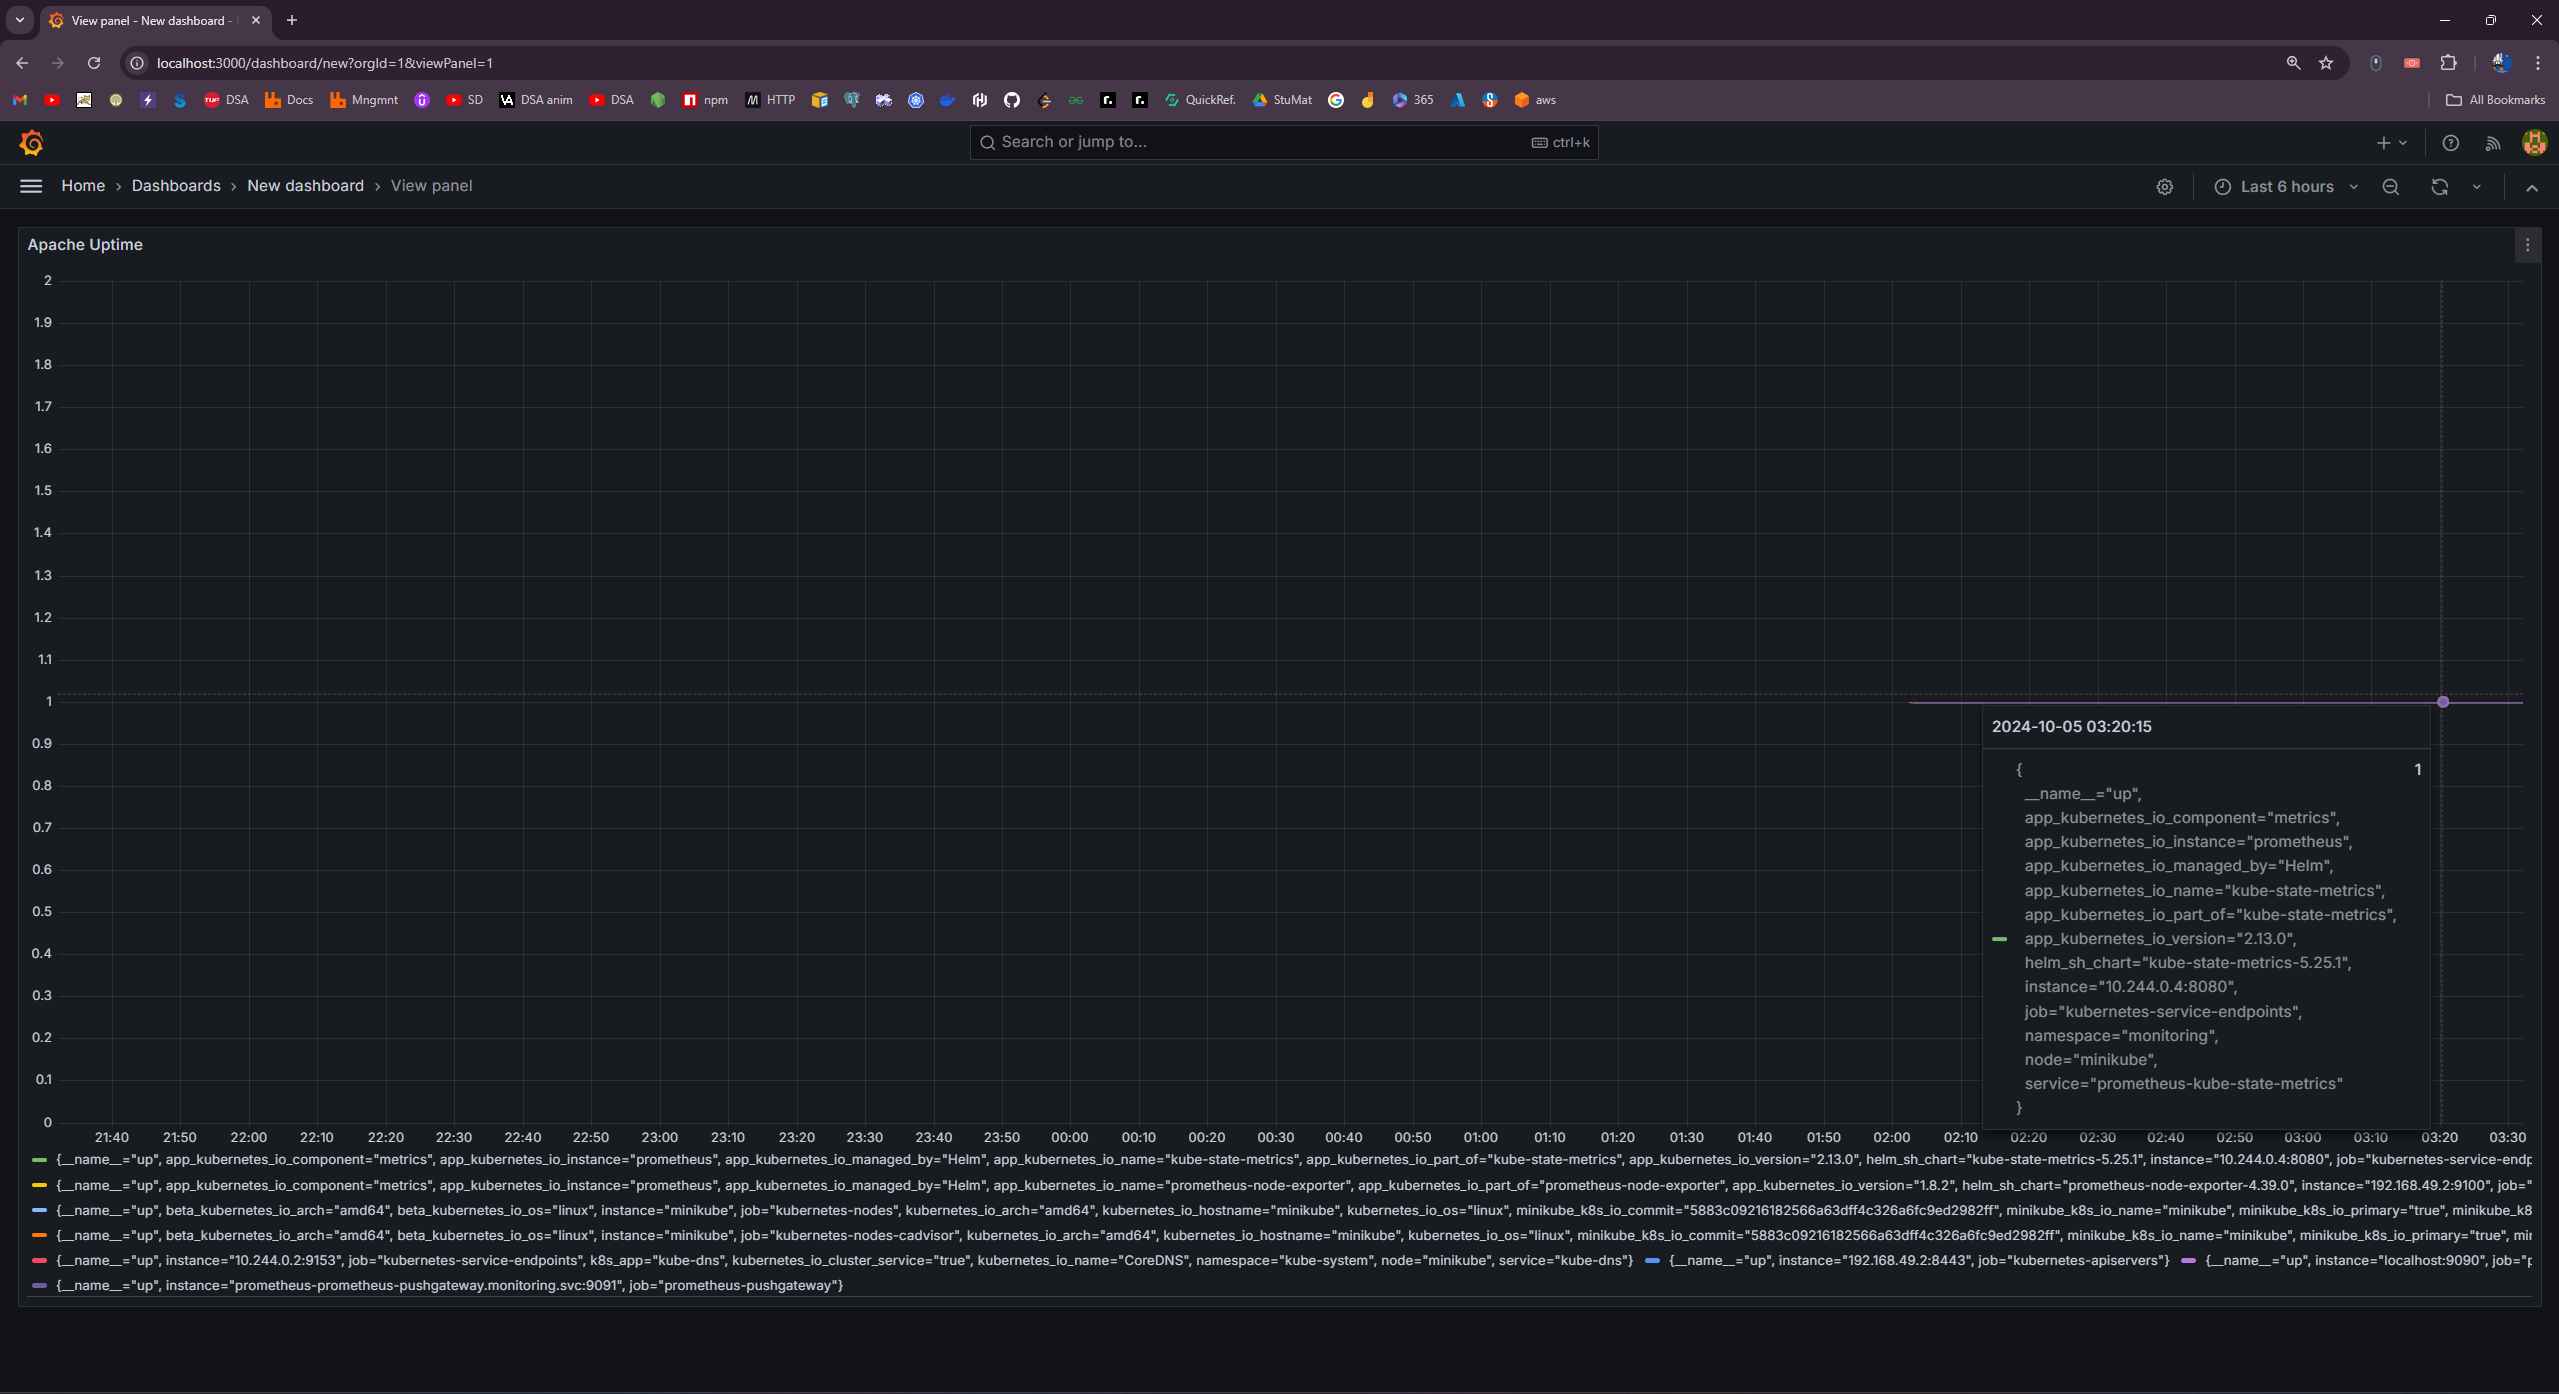 View panel - New dashboard -
localhost:3000/dashboard/new?orgId=1&viewPanel=1
DSA Docs Mngmnt SD DSA anim DSA npm HTTP QuickRef. StuMat 365 aws All Bookmarks
Search or jump to... ctrl+k
Home › Dashboards › New dashboard › View panel Last 6 hours
Apache Uptime
2
1.9
1.8
1.7
1.6
1.5
1.4
1.3
1.2
1.1
1
0.9
0.8
0.7
0.6
0.5
0.4
0.3
0.2
0.1
0
2024-10-05 03:20:15
{ 1
__name__="up",
app_kubernetes_io_component="metrics",
app_kubernetes_io_instance="prometheus",
app_kubernetes_io_managed_by="Helm",
app_kubernetes_io_name="kube-state-metrics",
app_kubernetes_io_part_of="kube-state-metrics",
app_kubernetes_io_version="2.13.0",
helm_sh_chart="kube-state-metrics-5.25.1",
instance="10.244.0.4:8080",
job="kubernetes-service-endpoints",
namespace="monitoring",
node="minikube",
service="prometheus-kube-state-metrics"
}
21:40 21:50 22:00 22:10 22:20 22:30 22:40 22:50 23:00 23:10 23:20 23:30 23:40 23:50 00:00 00:10 00:20 00:30 00:40 00:50 01:00 01:10 01:20 01:30 01:40 01:50 02:00 02:10 02:20 02:30 02:40 02:50 03:00 03:10 03:20 03:30
{__name__="up", app_kubernetes_io_component="metrics", app_kubernetes_io_instance="prometheus", app_kubernetes_io_managed_by="Helm", app_kubernetes_io_name="kube-state-metrics", app_kubernetes_io_part_of="kube-state-metrics", app_kubernetes_io_version="2.13.0", helm_sh_chart="kube-state-metrics-5.25.1", instance="10.244.0.4:8080", job="kubernetes-service-endp
{__name__="up", app_kubernetes_io_component="metrics", app_kubernetes_io_instance="prometheus", app_kubernetes_io_managed_by="Helm", app_kubernetes_io_name="prometheus-node-exporter", app_kubernetes_io_part_of="prometheus-node-exporter", app_kubernetes_io_version="1.8.2", helm_sh_chart="prometheus-node-exporter-4.39.0", instance="192.168.49.2:9100", job="
{__name__="up", beta_kubernetes_io_arch="amd64", beta_kubernetes_io_os="linux", instance="minikube", job="kubernetes-nodes", kubernetes_io_arch="amd64", kubernetes_io_hostname="minikube", kubernetes_io_os="linux", minikube_k8s_io_commit="5883c09216182566a63dff4c326a6fc9ed2982ff", minikube_k8s_io_name="minikube", minikube_k8s_io_primary="true", minikube_k8
{__name__="up", beta_kubernetes_io_arch="amd64", beta_kubernetes_io_os="linux", instance="minikube", job="kubernetes-nodes-cadvisor", kubernetes_io_arch="amd64", kubernetes_io_hostname="minikube", kubernetes_io_os="linux", minikube_k8s_io_commit="5883c09216182566a63dff4c326a6fc9ed2982ff", minikube_k8s_io_name="minikube", minikube_k8s_io_primary="true", mi
{__name__="up", instance="10.244.0.2:9153", job="kubernetes-service-endpoints", k8s_app="kube-dns", kubernetes_io_cluster_service="true", kubernetes_io_name="CoreDNS", namespace="kube-system", node="minikube", service="kube-dns"} {__name__="up", instance="192.168.49.2:8443", job="kubernetes-apiservers"} {__name__="up", instance="localhost:9090", job="p
{__name__="up", instance="prometheus-prometheus-pushgateway.monitoring.svc:9091", job="prometheus-pushgateway"}